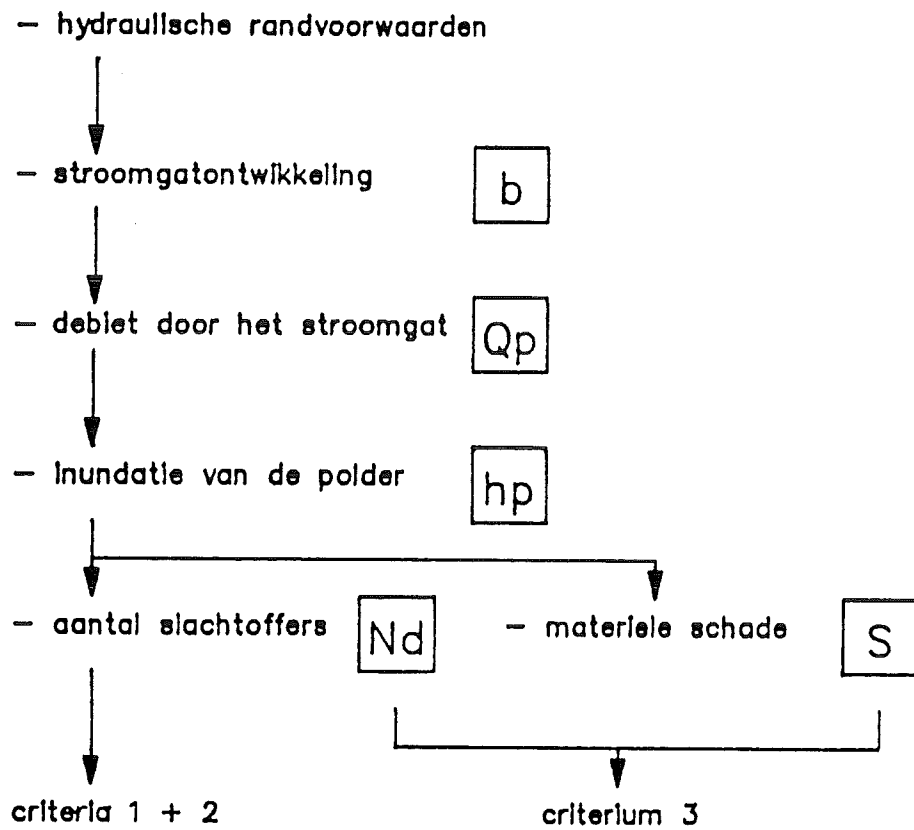 – hydraulische randvoorwaarden
– stroomgatontwikkeling b
– debiet door het stroomgat Qp
– inundatie van de polder hp
– aantal slachtoffers Nd – materiele schade S
criteria 1 + 2 criterium 3